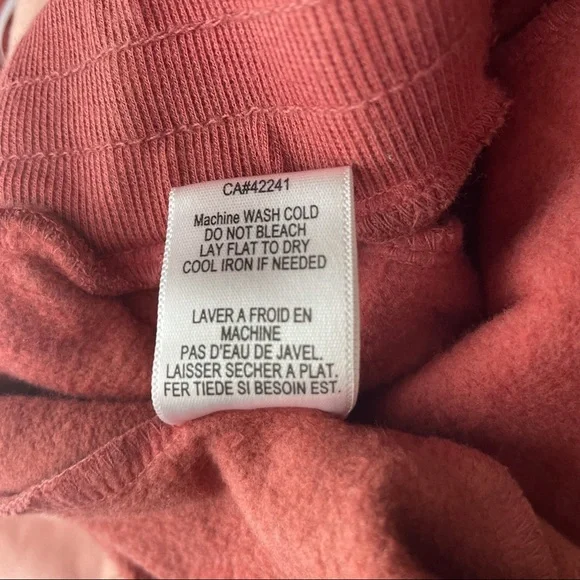 CA#42241
Machine WASH COLD
DO NOT BLEACH
LAY FLAT TO DRY
COOL IRON IF NEEDED
LAVER A FROID EN
MACHINE
PAS D'EAU DE JAVEL.
LAISSER SECHER A PLAT.
FER TIEDE SI BESOIN EST.